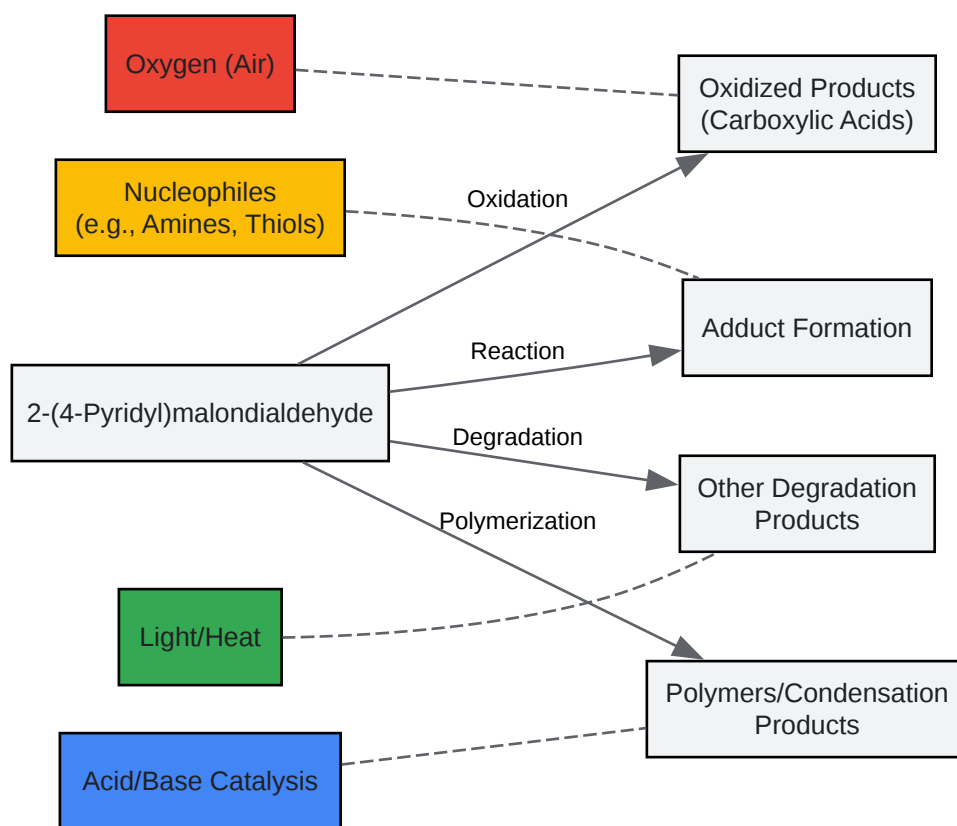 Oxygen (Air)
Oxidized Products
(Carboxylic Acids)
Nucleophiles
(e.g., Amines, Thiols)
Oxidation
Adduct Formation
Reaction
2-(4-Pyridyl)malondialdehyde
Degradation
Other Degradation
Products
Polymerization
Light/Heat
Polymers/Condensation
Products
Acid/Base Catalysis